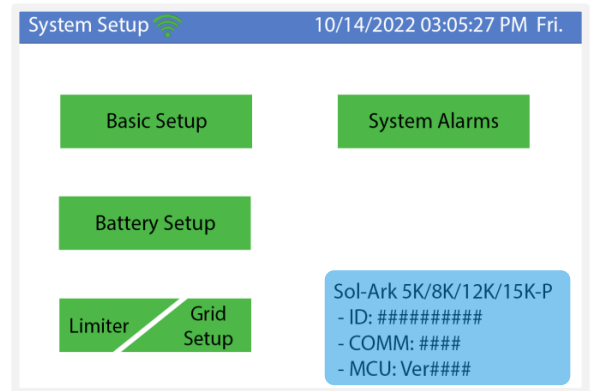 System Setup 10/14/2022 03:05:27 PM Fri.
Basic Setup
System Alarms
Battery Setup
Limiter
Grid
Setup
Sol-Ark 5K/8K/12K/15K-P
- ID: ##########
- COMM: ####
- MCU: Ver####